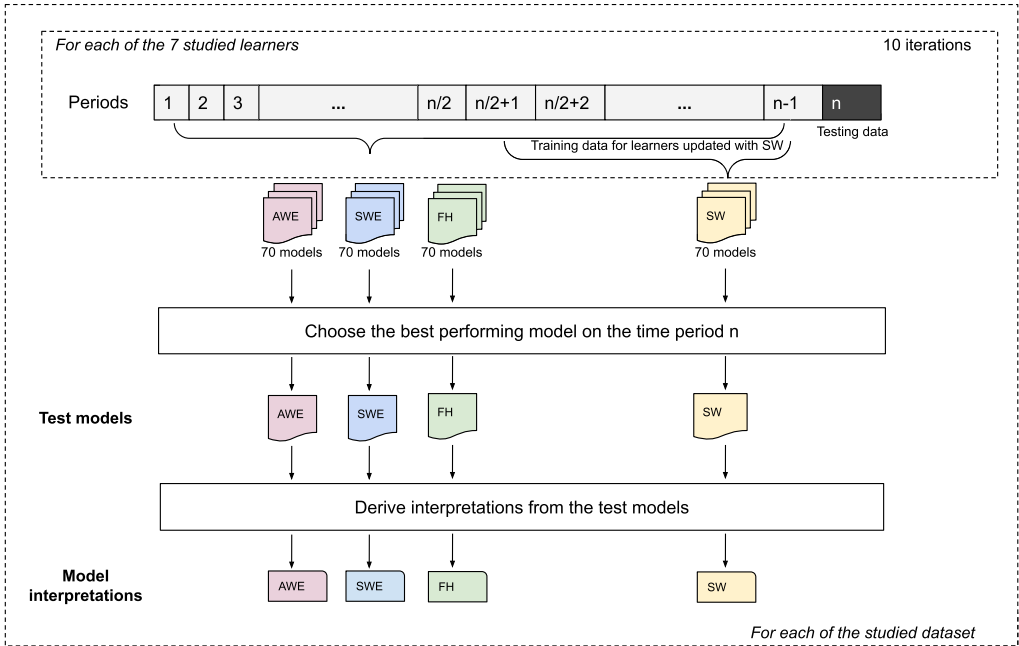 For each of the 7 studied learners
10 iterations
Periods
1 2 3 ... n/2 n/2+1 n/2+2 ... n-1 n
Testing data
Training data for learners updated with SW
AWE SWE FH SW
70 models 70 models 70 models 70 models
Choose the best performing model on the time period n
Test models
AWE SWE FH SW
Derive interpretations from the test models
Model
interpretations
AWE SWE FH SW
For each of the studied dataset